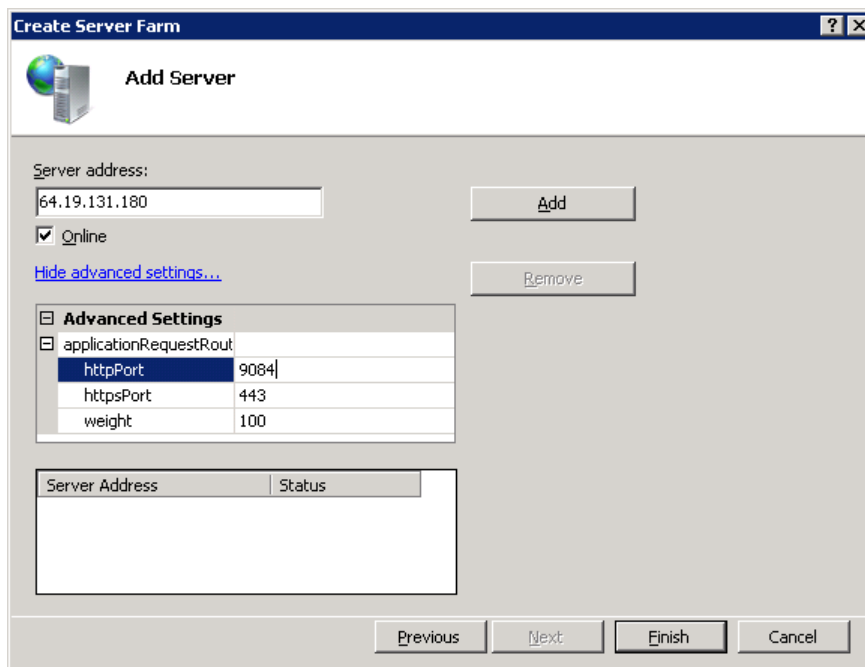 Create Server Farm
Add Server
Server address:
64.19.131.180
Add
Online
Hide advanced settings...
Remove
Advanced Settings
applicationRequestRout
httpPort 9084
httpsPort 443
weight 100
Server Address Status
Previous Next Finish Cancel